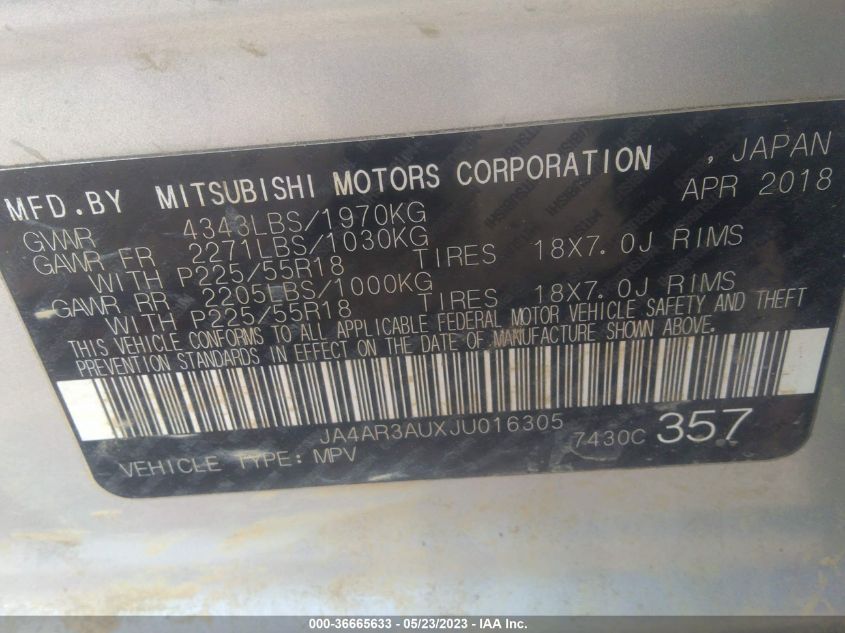 MFD.BY MITSUBISHI MOTORS CORPORATION , JAPAN
APR 2018
GVWR 4343LBS/1970KG
GAWR FR 2271LBS/1030KG
WITH P225/55R18 TIRES 18X7.0J RIMS
GAWR RR 2205LBS/1000KG
WITH P225/55R18 TIRES 18X7.0J RIMS
THIS VEHICLE CONFORMS TO ALL APPLICABLE FEDERAL MOTOR VEHICLE SAFETY AND THEFT
PREVENTION STANDARDS IN EFFECT ON THE DATE OF MANUFACTURE SHOWN ABOVE.
JA4AR3AUXJU016305
7430C 357
VEHICLE TYPE: MPV
000-36665633 / 05/23/2023 - IAA Inc.